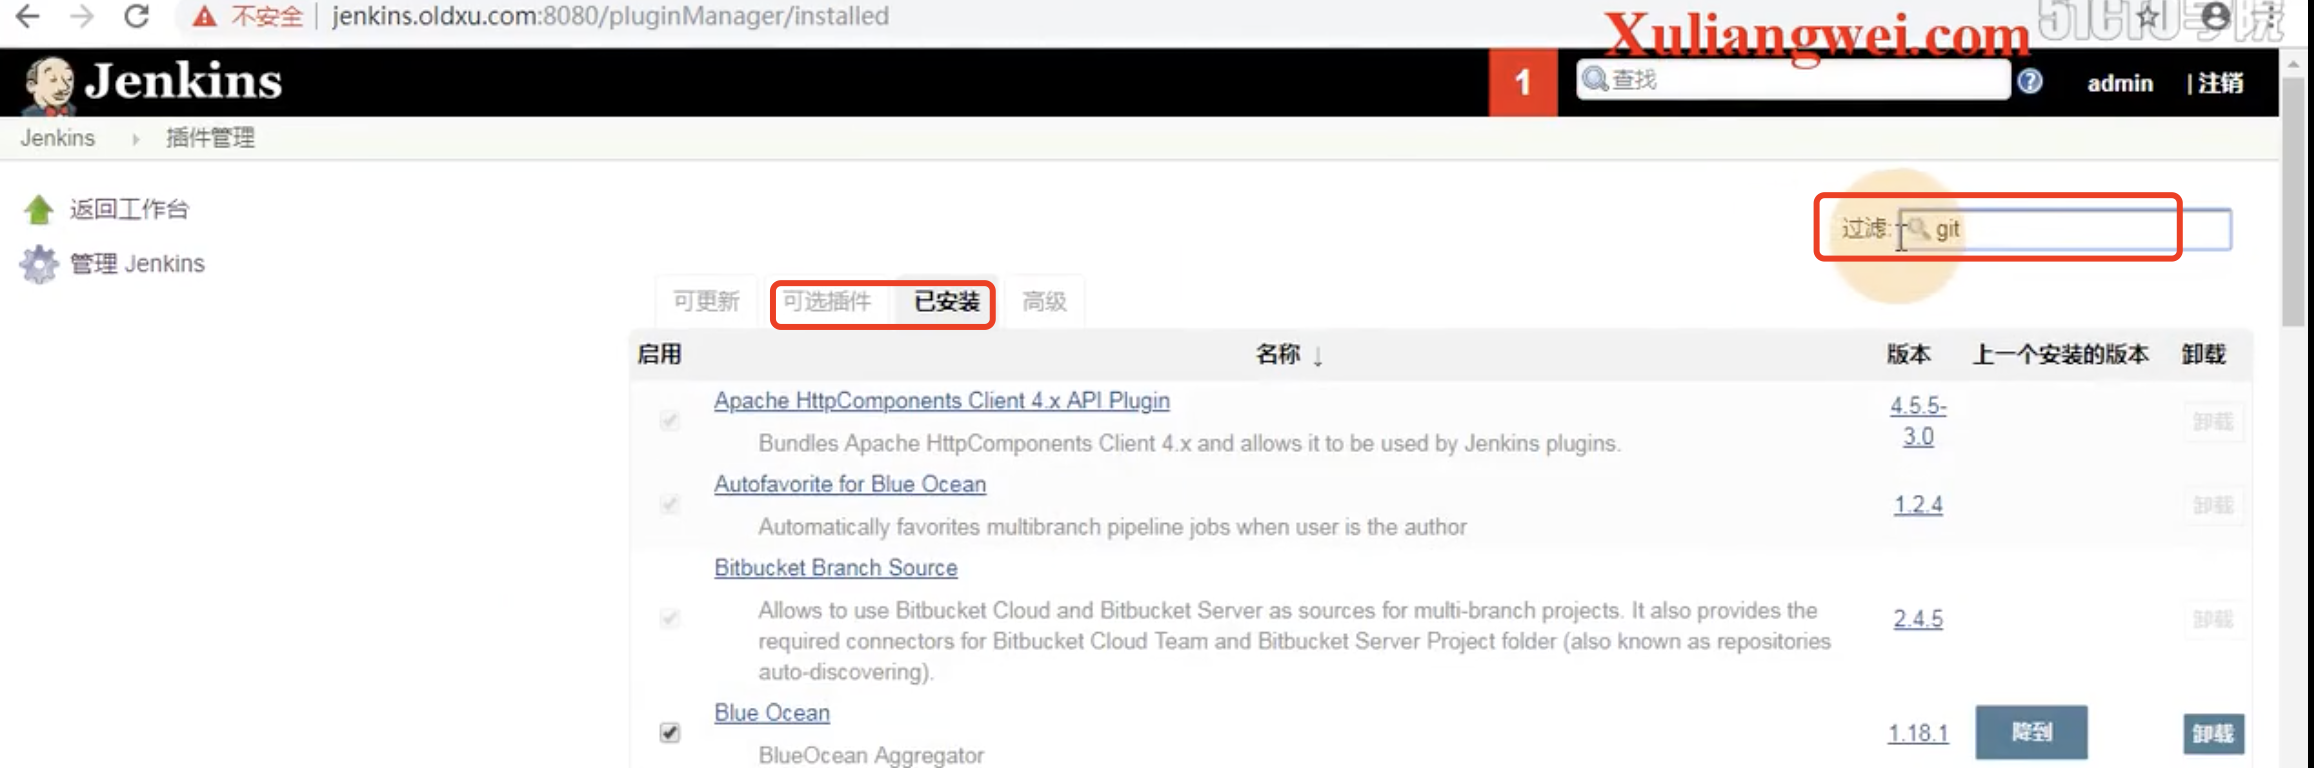 不安全 | jenkins.oldxu.com:8080/pluginManager/installed
Xuliangwei.com
51CTO学院
Jenkins
1
查找
admin
| 注销
Jenkins
插件管理
返回工作台
管理 Jenkins
过滤: git
可更新 可选插件 已安装 高级
启用 名称 ↓ 版本 上一个安装的版本 卸载
Apache HttpComponents Client 4.x API Plugin
Bundles Apache HttpComponents Client 4.x and allows it to be used by Jenkins plugins.
4.5.5-
3.0
卸载
Autofavorite for Blue Ocean
Automatically favorites multibranch pipeline jobs when user is the author
1.2.4
卸载
Bitbucket Branch Source
Allows to use Bitbucket Cloud and Bitbucket Server as sources for multi-branch projects. It also provides the
required connectors for Bitbucket Cloud Team and Bitbucket Server Project folder (also known as repositories
auto-discovering).
2.4.5
卸载
Blue Ocean
BlueOcean Aggregator
1.18.1
降到
卸载